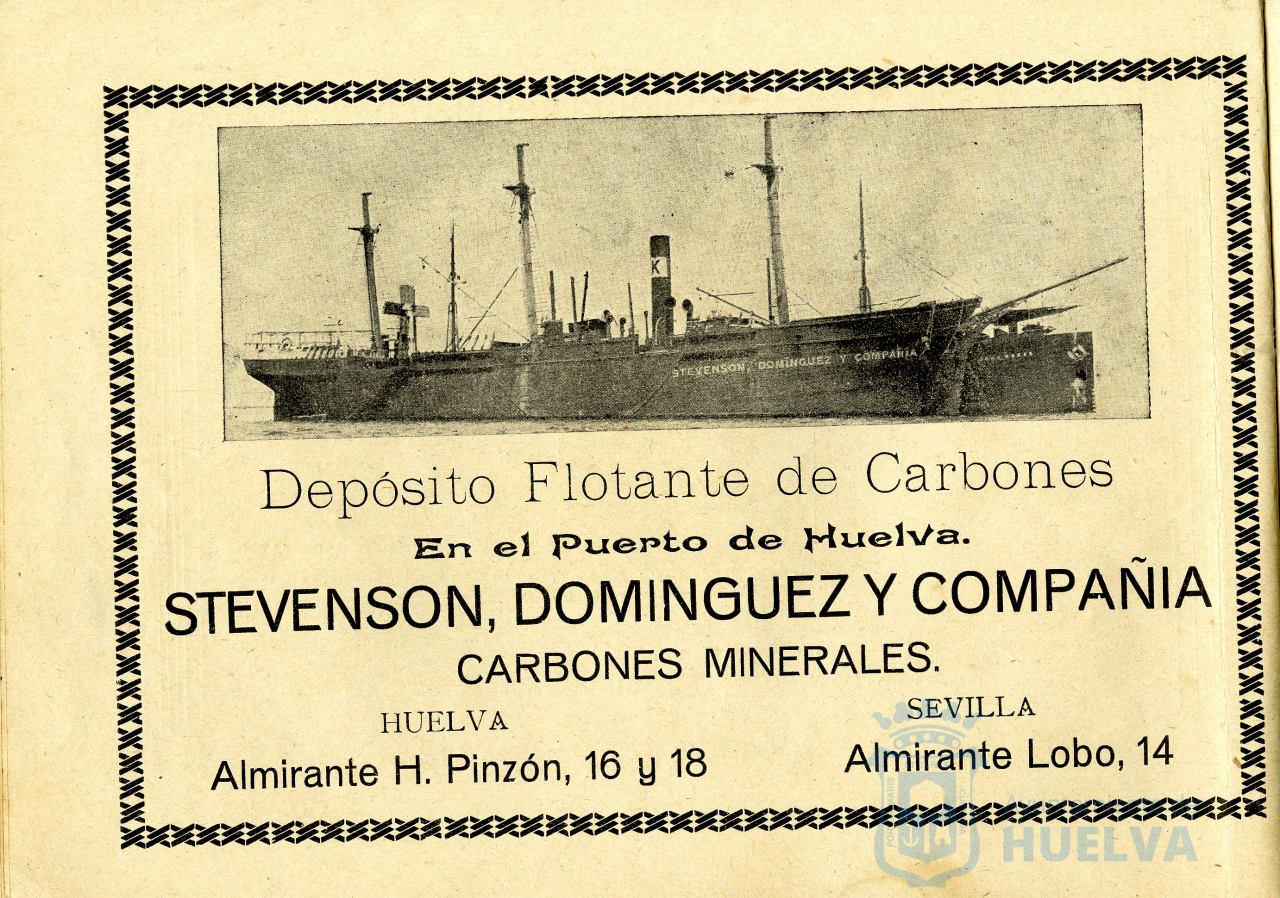 K
STEVENSON, DOMINGUEZ Y COMPAÑIA
Depósito Flotante de Carbones
En el Puerto de Huelva.
STEVENSON, DOMINGUEZ Y COMPAÑIA
CARBONES MINERALES.
HUELVA
Almirante H. Pinzón, 16 y 18
SEVILLA
Almirante Lobo, 14
HUELVA